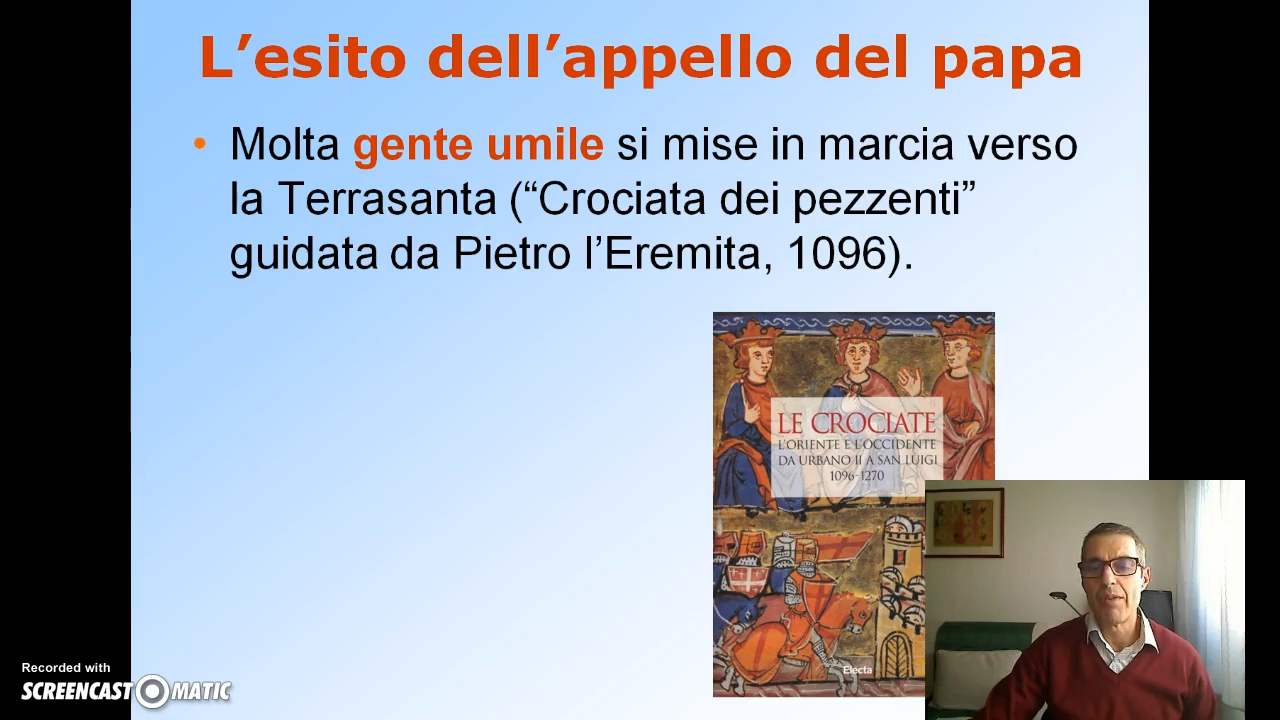 L’esito dell’appello del papa
• Molta gente umile si mise in marcia verso
la Terrasanta (“Crociata dei pezzenti”
guidata da Pietro l’Eremita, 1096).
LE CROCIATE
L'ORIENTE E L'OCCIDENTE
DA URBANO II A SAN LUIGI
1096-1270
Electa
Recorded with
SCREENCAST MATIC